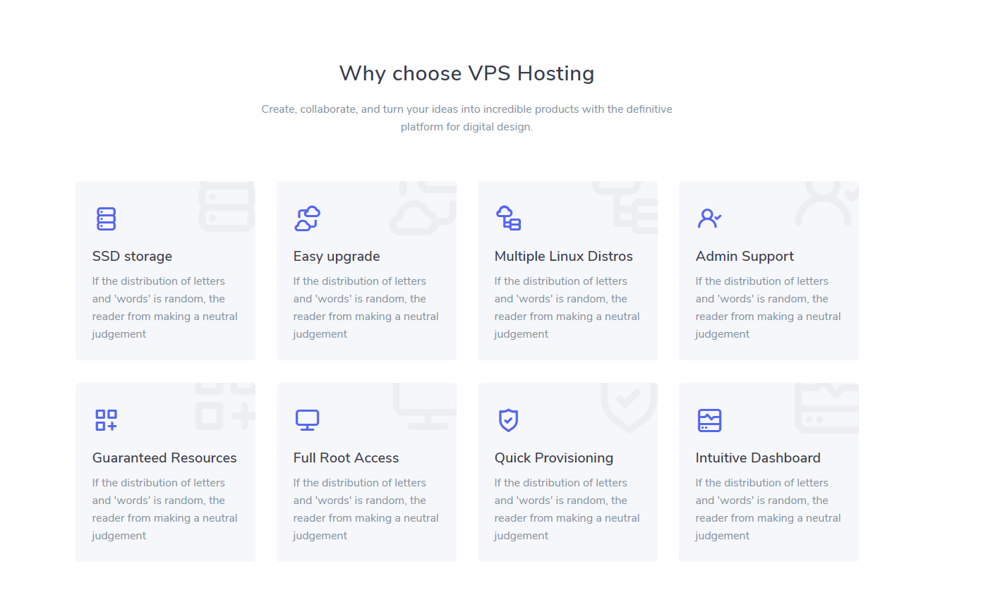 Why choose VPS Hosting
Create, collaborate, and turn your ideas into incredible products with the definitive
platform for digital design.
SSD storage
If the distribution of letters
and 'words' is random, the
reader from making a neutral
judgement
Easy upgrade
If the distribution of letters
and 'words' is random, the
reader from making a neutral
judgement
Multiple Linux Distros
If the distribution of letters
and 'words' is random, the
reader from making a neutral
judgement
Admin Support
If the distribution of letters
and 'words' is random, the
reader from making a neutral
judgement
Guaranteed Resources
If the distribution of letters
and 'words' is random, the
reader from making a neutral
judgement
Full Root Access
If the distribution of letters
and 'words' is random, the
reader from making a neutral
judgement
Quick Provisioning
If the distribution of letters
and 'words' is random, the
reader from making a neutral
judgement
Intuitive Dashboard
If the distribution of letters
and 'words' is random, the
reader from making a neutral
judgement